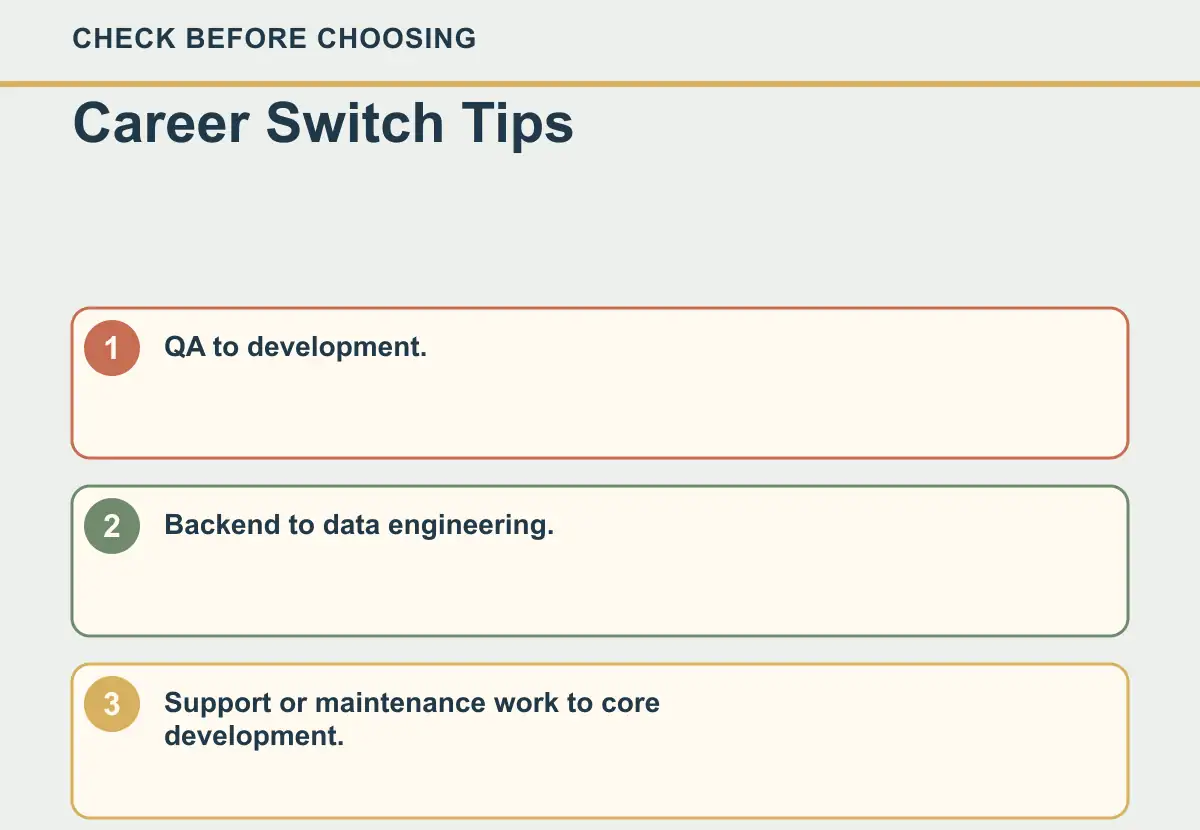 CHECK BEFORE CHOOSING
Career Switch Tips
1
QA to development.
2
Backend to data engineering.
3
Support or maintenance work to core
development.